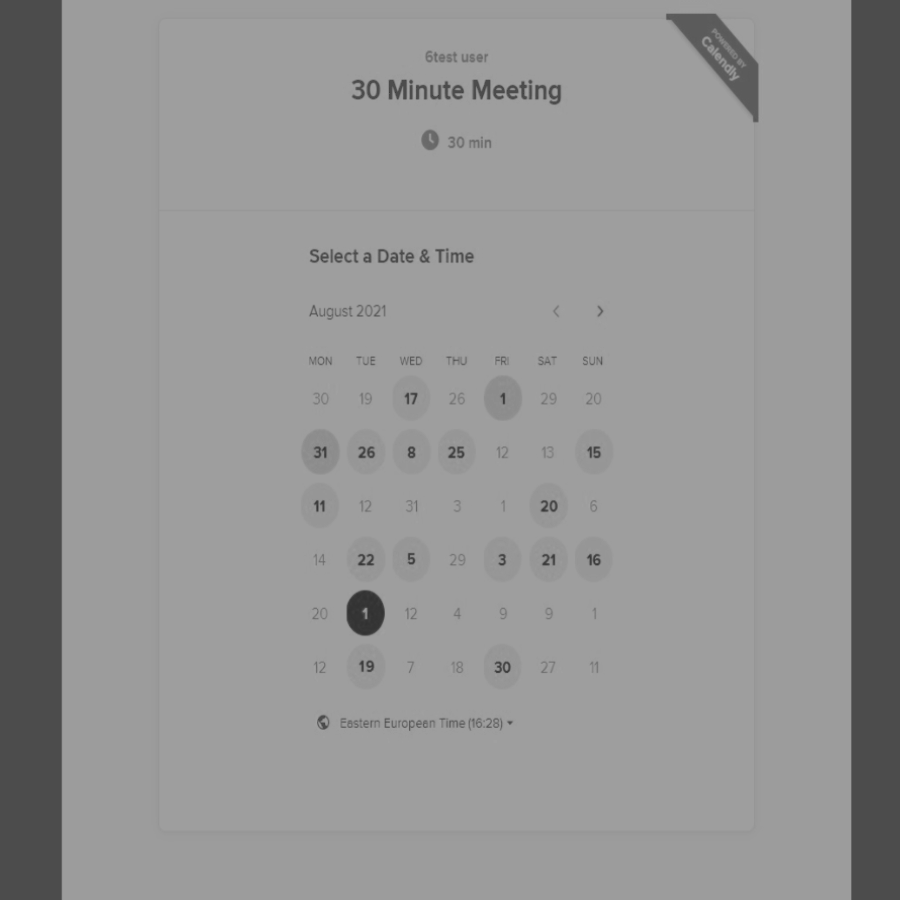 POWERED BY
Calendly
6test user
30 Minute Meeting
30 min
Select a Date & Time
August 2021
MON TUE WED THU FRI SAT SUN
30 19 17 26 1 29 20
31 26 8 25 12 13 15
11 12 31 3 1 20 6
14 22 5 29 3 21 16
20 1 12 4 9 9 1
12 19 7 18 30 27 11
Eastern European Time (16:28)